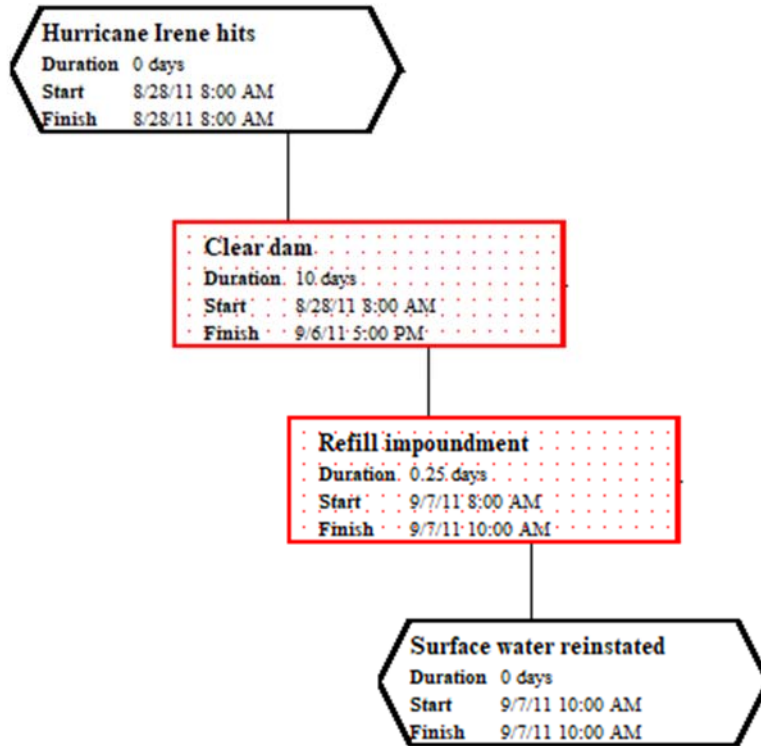 Hurricane Irene hits
Duration 0 days
Start 8/28/11 8:00 AM
Finish 8/28/11 8:00 AM
Clear dam
Duration 10 days
Start 8/28/11 8:00 AM
Finish 9/6/11 5:00 PM
Refill impoundment
Duration 0.25 days
Start 9/7/11 8:00 AM
Finish 9/7/11 10:00 AM
Surface water reinstated
Duration 0 days
Start 9/7/11 10:00 AM
Finish 9/7/11 10:00 AM